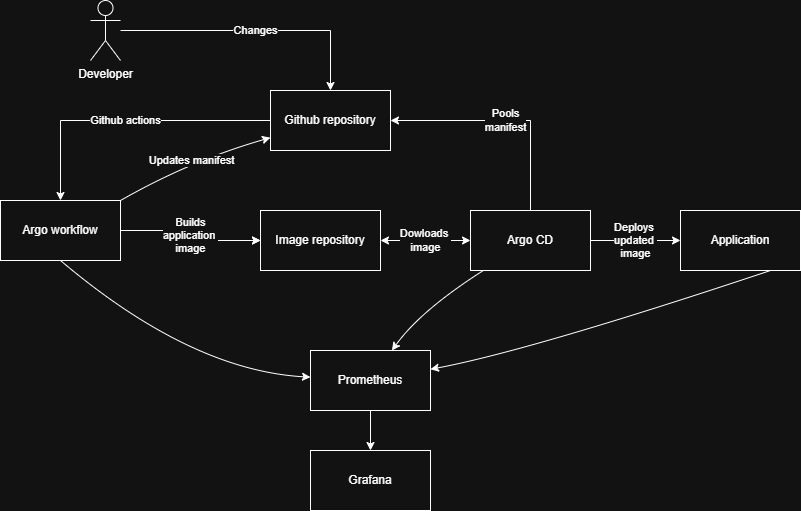 Changes
Developer
Github actions
Github repository
Pools
manifest
Updates manifest
Argo workflow
Builds
application
image
Image repository
Dowloads
image
Argo CD
Deploys
updated
image
Application
Prometheus
Grafana